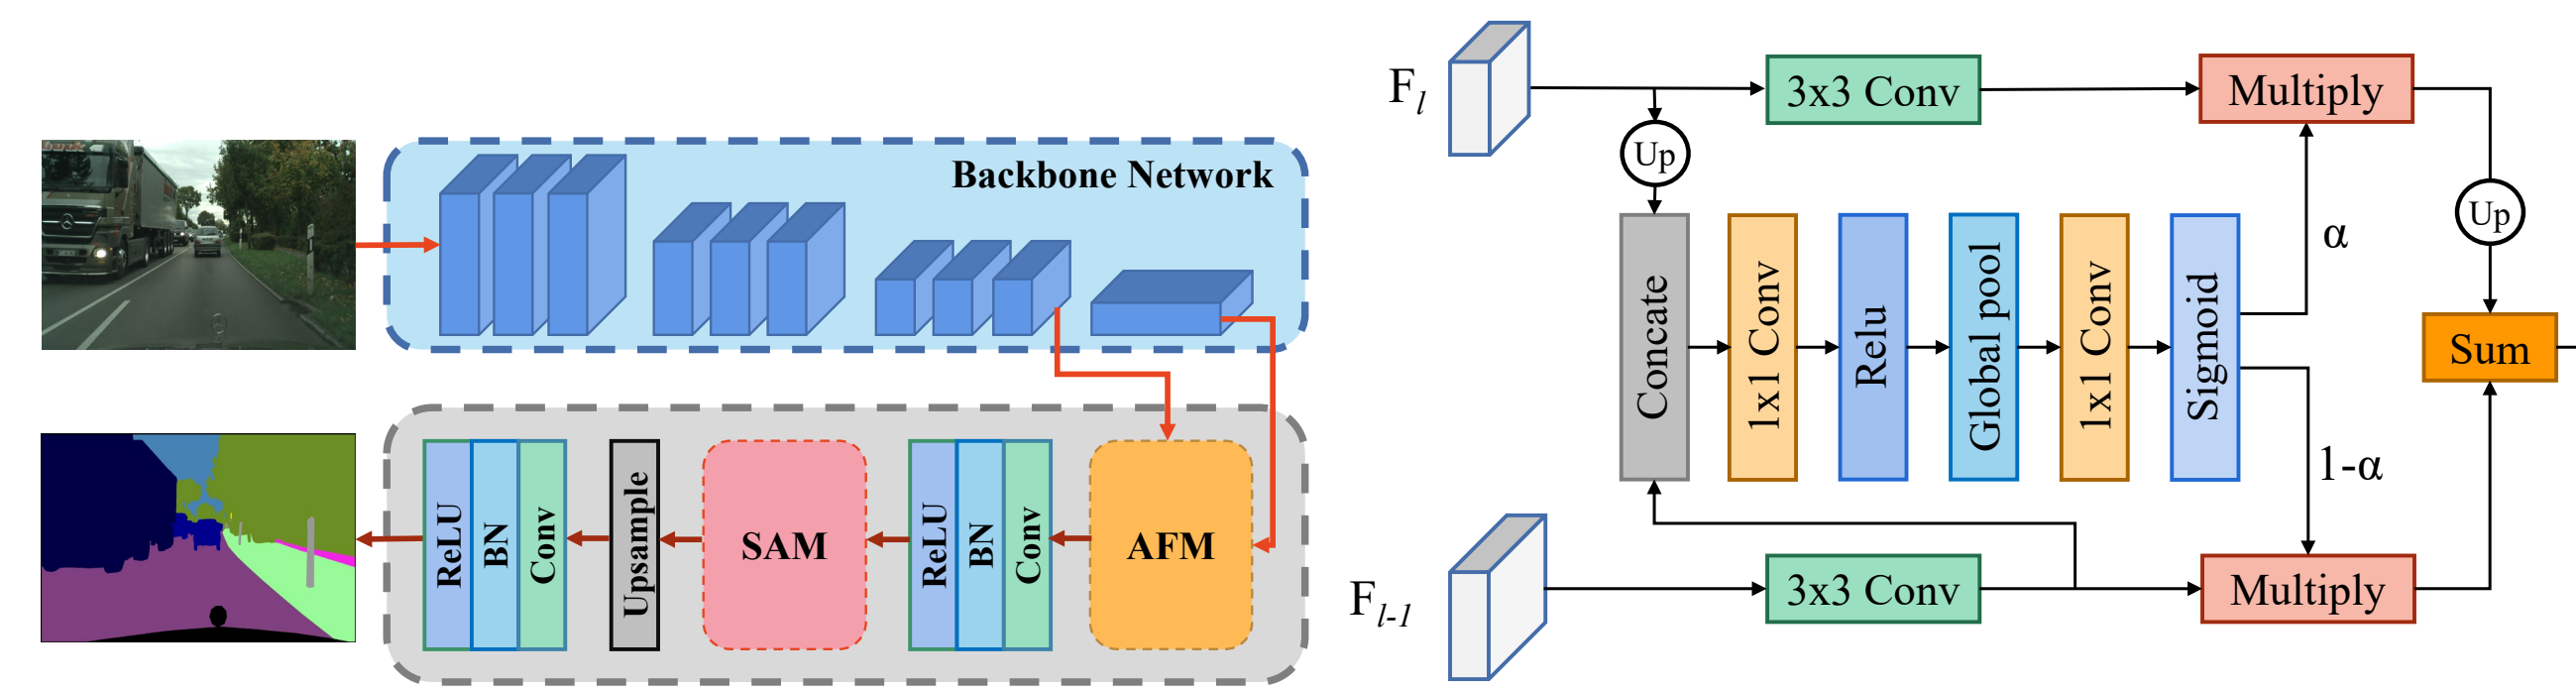 Backbone Network
ReLU
BN
Conv
Upsample
SAM
ReLU
BN
Conv
AFM
F_l
3x3 Conv
Multiply
Up
Up
α
Concate
1x1 Conv
Relu
Global pool
1x1 Conv
Sigmoid
Sum
1-α
F_{l-1}
3x3 Conv
Multiply